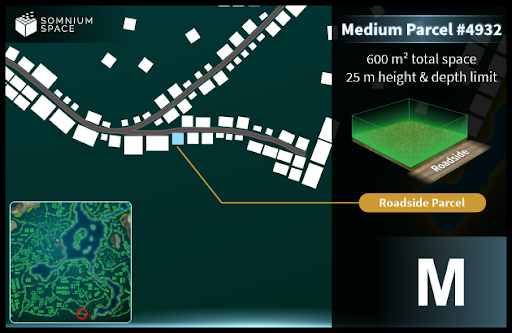 SOMNIUM
SPACE
Medium Parcel #4932
600 m² total space
25 m height & depth limit
Roadside
Roadside Parcel
M